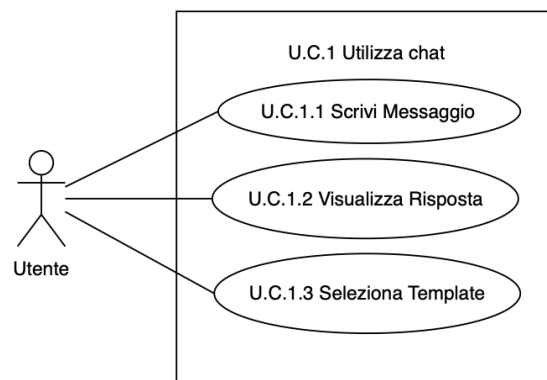 U.C.1 Utilizza chat
U.C.1.1 Scrivi Messaggio
U.C.1.2 Visualizza Risposta
U.C.1.3 Seleziona Template
Utente